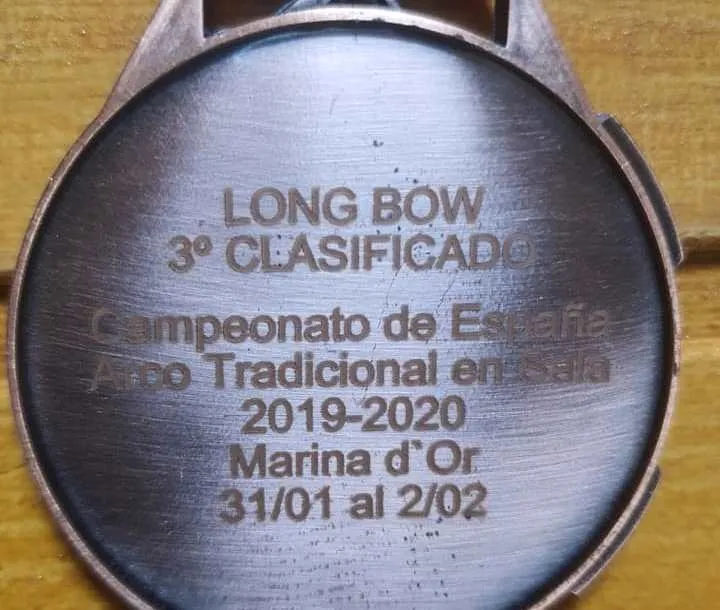 LONG BOW
3º CLASIFICADO
Campeonato de España
Arco Tradicional en Sala
2019-2020
Marina d`Or
31/01 al 2/02